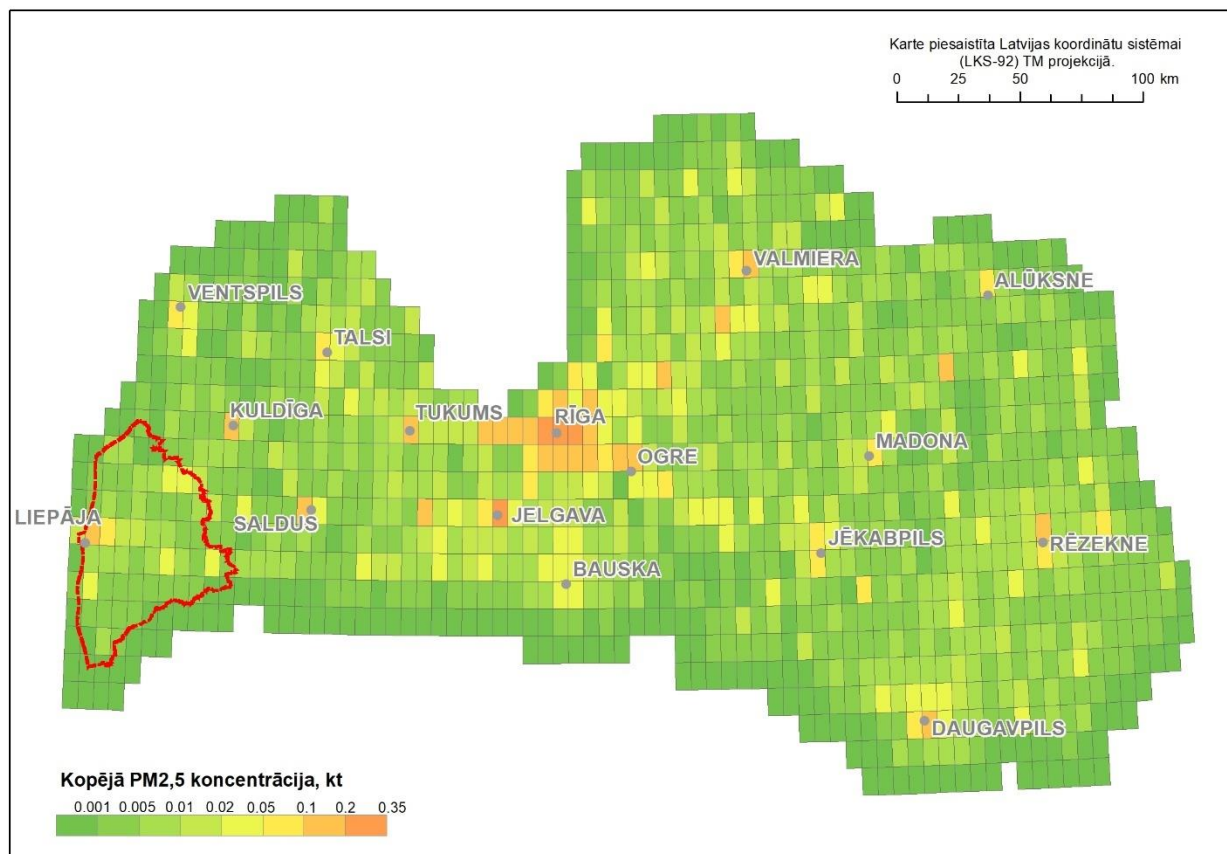 Karte piesaistīta Latvijas koordinātu sistēmai
(LKS-92) TM projekcijā.
0 25 50 100 km
VALMIERA
ALŪKSNE
VENTSPILS
TALSI
KULDĪGA
TUKUMS
RĪGA
MADONA
OGRE
LIEPĀJA
SALDUS
JELGAVA
JĒKABPILS
RĒZEKNE
BAUSKA
DAUGAVPILS
Kopējā PM2,5 koncentrācija, kt
0.001 0.005 0.01 0.02 0.05 0.1 0.2 0.35